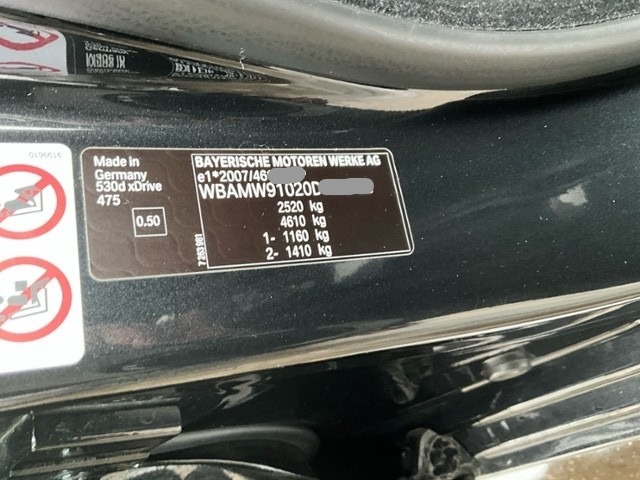 Made in
Germany
530d xDrive
475
0.50
BAYERISCHE MOTOREN WERKE AG
e1*2007/46
WBAMW91020D
2520 kg
4610 kg
1- 1160 kg
2- 1410 kg
7263981